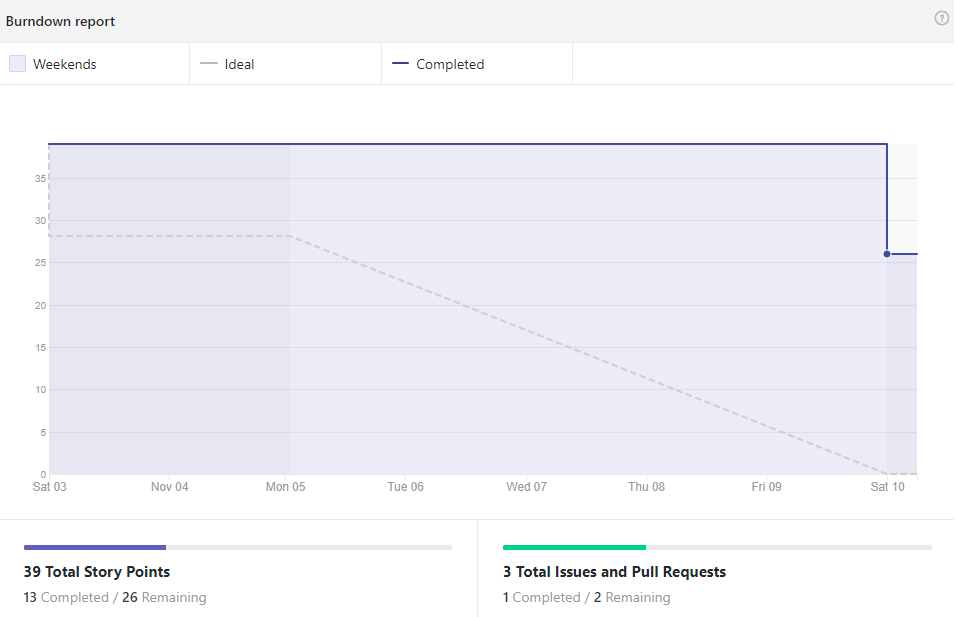 Burndown report
?
Weekends
Ideal
Completed
35
30
25
20
15
10
5
0
Sat 03 Nov 04 Mon 05 Tue 06 Wed 07 Thu 08 Fri 09 Sat 10
39 Total Story Points
13 Completed / 26 Remaining
3 Total Issues and Pull Requests
1 Completed / 2 Remaining